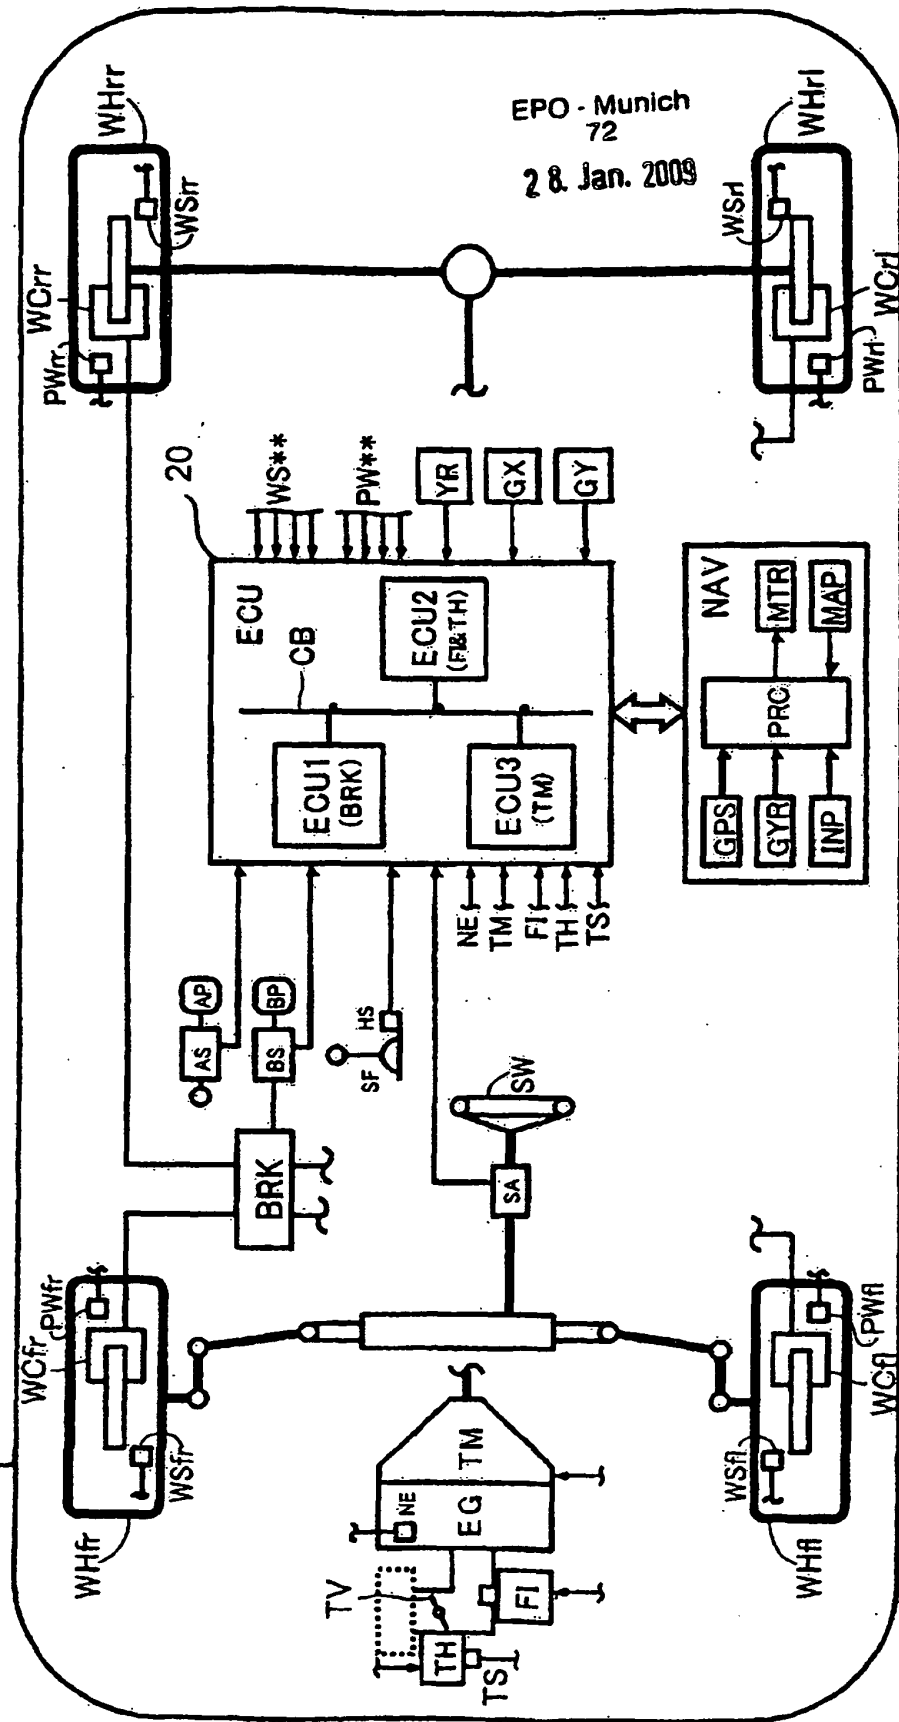 EPO - Munich
72
28. Jan. 2009
WHrr
WSrr
WCrr
PWrr
WHrl
WSrl
WCrl
PWrl
20
WS**
PW**
YR
GX
GY
ECU
CB
ECU2
(FI&TH)
ECU1
(BRK)
ECU3
(TM)
NAV
MTR
MAP
PRC
GPS
GYR
INP
NE
TM
FI
TH
TS
AS
AP
BS
BP
HS
SF
BRK
SW
SA
WCfr
PWfr
WSfr
WHfr
PWfl
WCfl
WSfl
WHfl
TM
EG
NE
TV
TH
FI
TS